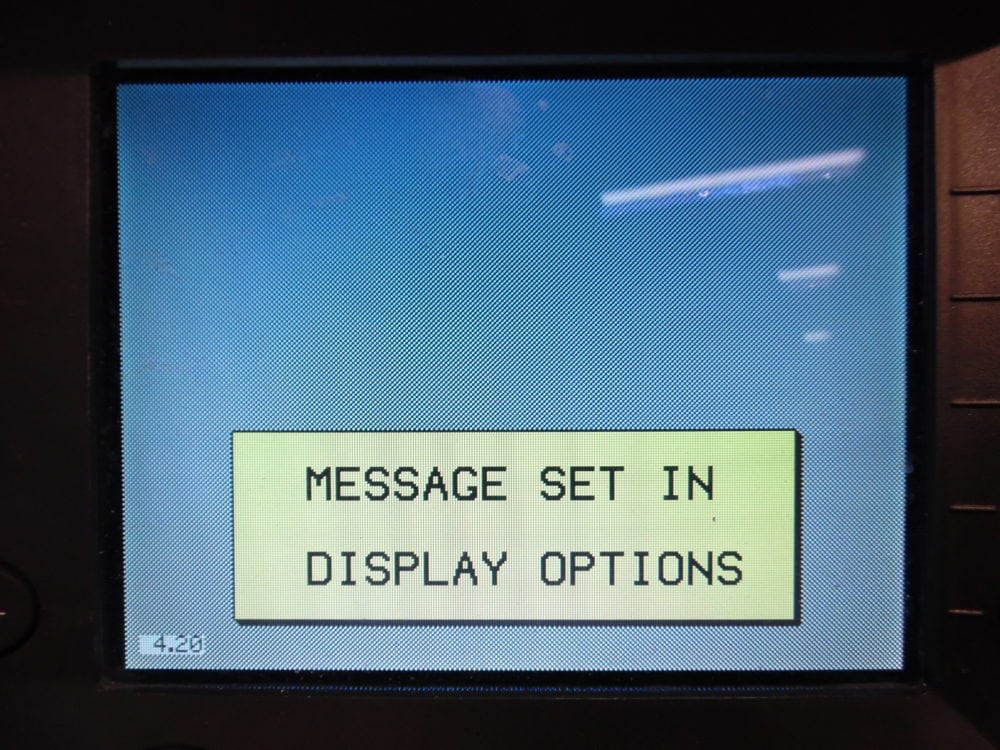 MESSAGE SET IN
DISPLAY OPTIONS
4.20